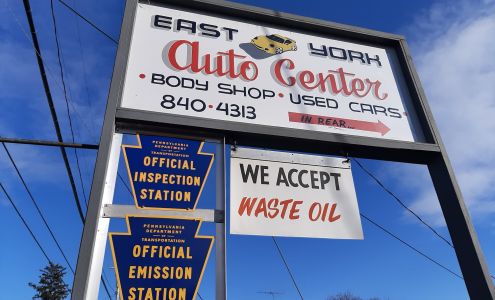 EAST YORK
Auto Center
• BODY SHOP • USED CARS •
840 • 4313
IN REAR...
PENNSYLVANIA
DEPARTMENT
OF
TRANSPORTATION
OFFICIAL
INSPECTION
STATION
WE ACCEPT
WASTE OIL
PENNSYLVANIA
DEPARTMENT
OF
TRANSPORTATION
OFFICIAL
EMISSION
STATION